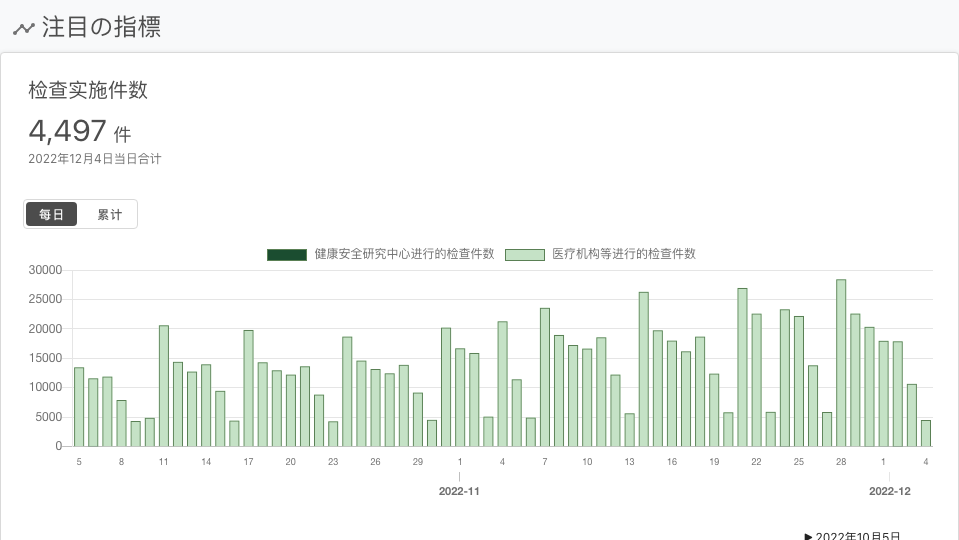 注目の指標
检查实施件数
4,497 件
2022年12月4日当日合计
每日 累计
健康安全研究中心进行的检查件数 医疗机构等进行的检查件数
30000
25000
20000
15000
10000
5000
0
5 8 11 14 17 20 23 26 29 1 4 7 10 13 16 19 22 25 28 1 4
2022-11 2022-12
▶ 2022年10月5日